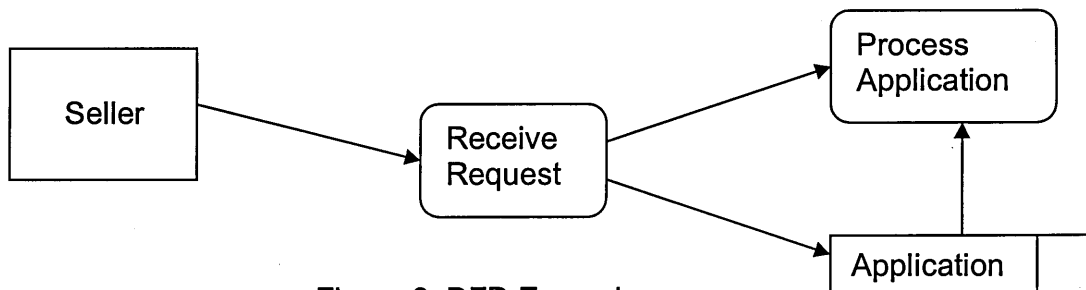 Seller
Receive
Request
Process
Application
Application